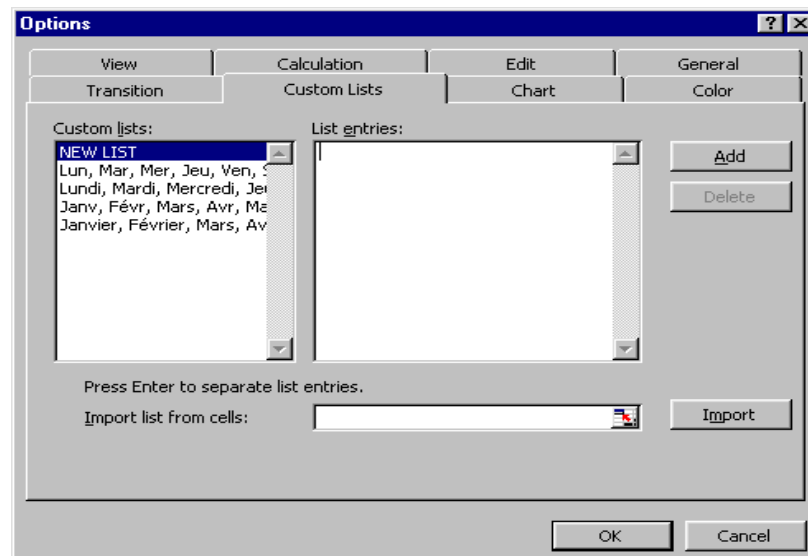 Options
View Calculation Edit General
Transition Custom Lists Chart Color
Custom lists: List entries:
NEW LIST
Lun, Mar, Mer, Jeu, Ven,
Lundi, Mardi, Mercredi,
Janv, Févr, Mars, Avr,
Janvier, Février, Mars,
Add
Delete
Press Enter to separate list entries.
Import list from cells:
Import
OK Cancel